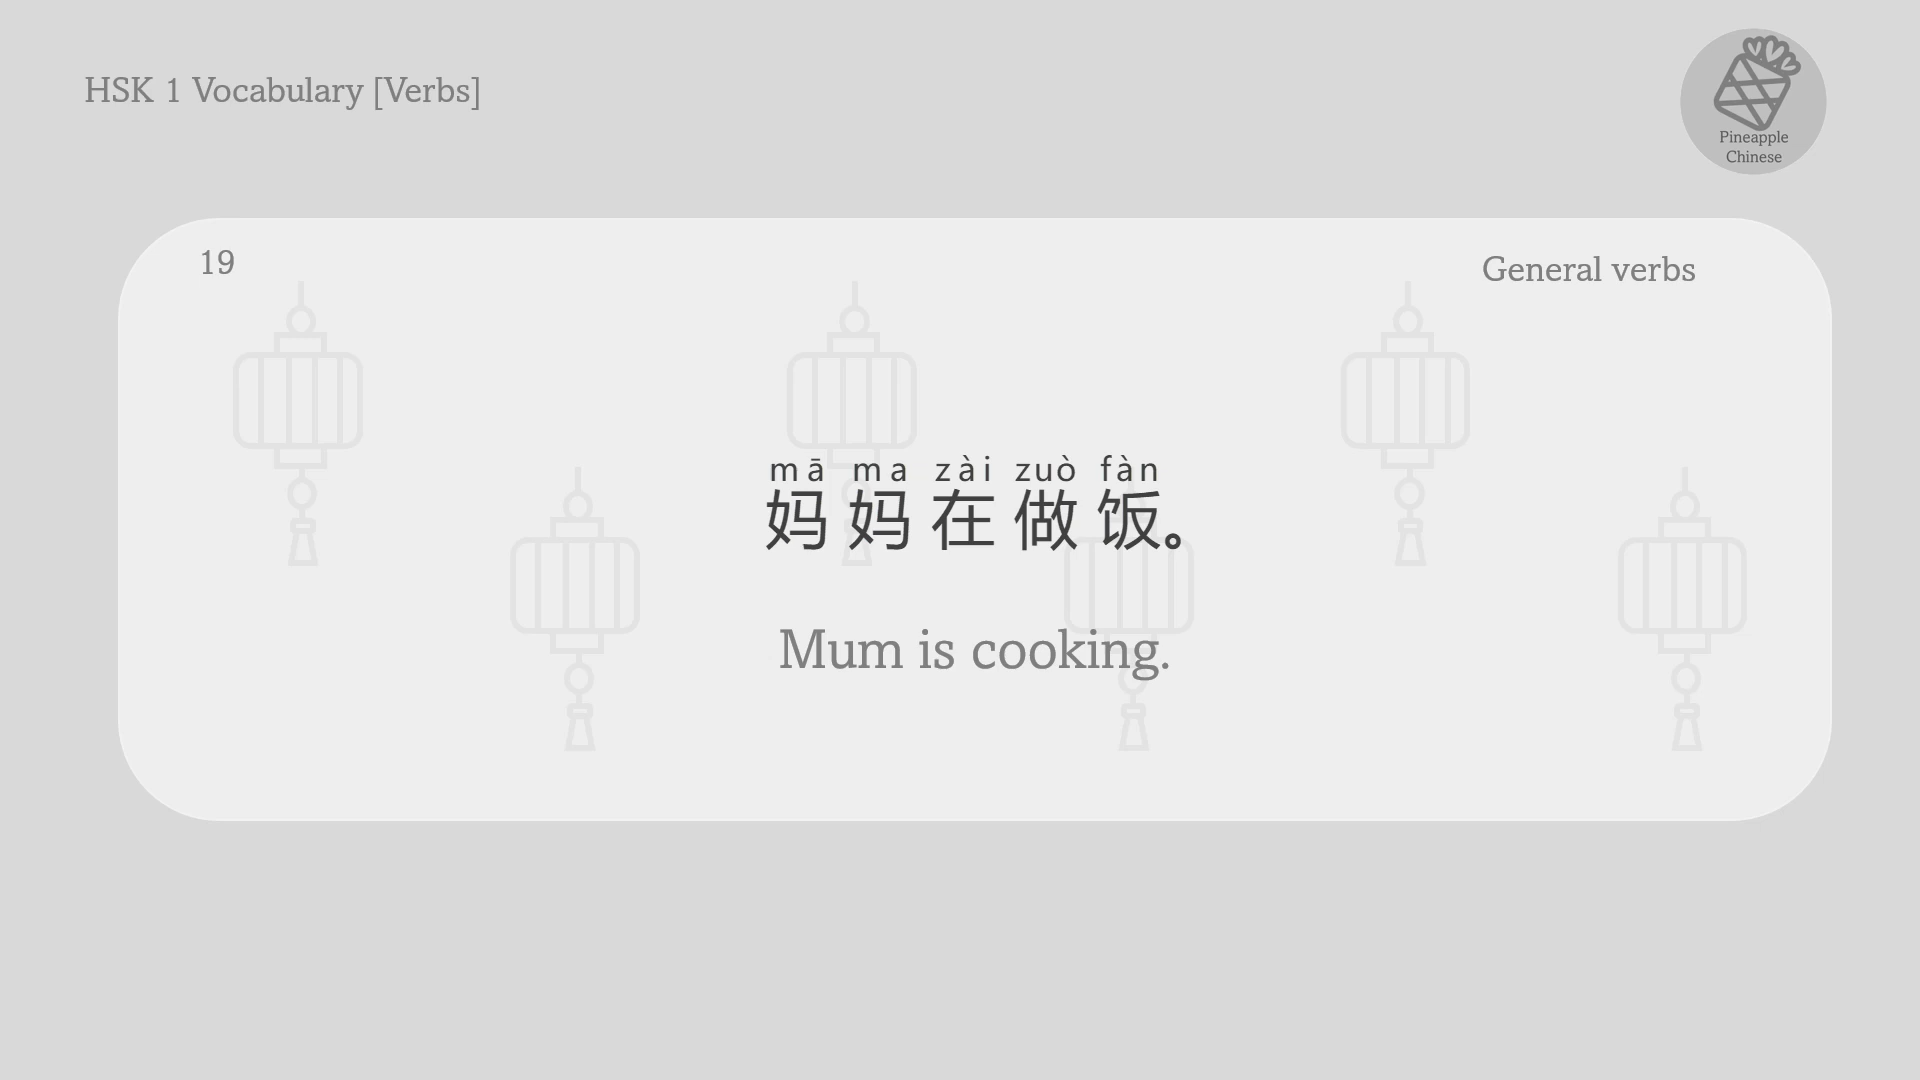 HSK 1 Vocabulary [Verbs]
Pineapple
Chinese
19
General verbs
mā ma zài zuò fàn
妈妈在做饭。
Mum is cooking.